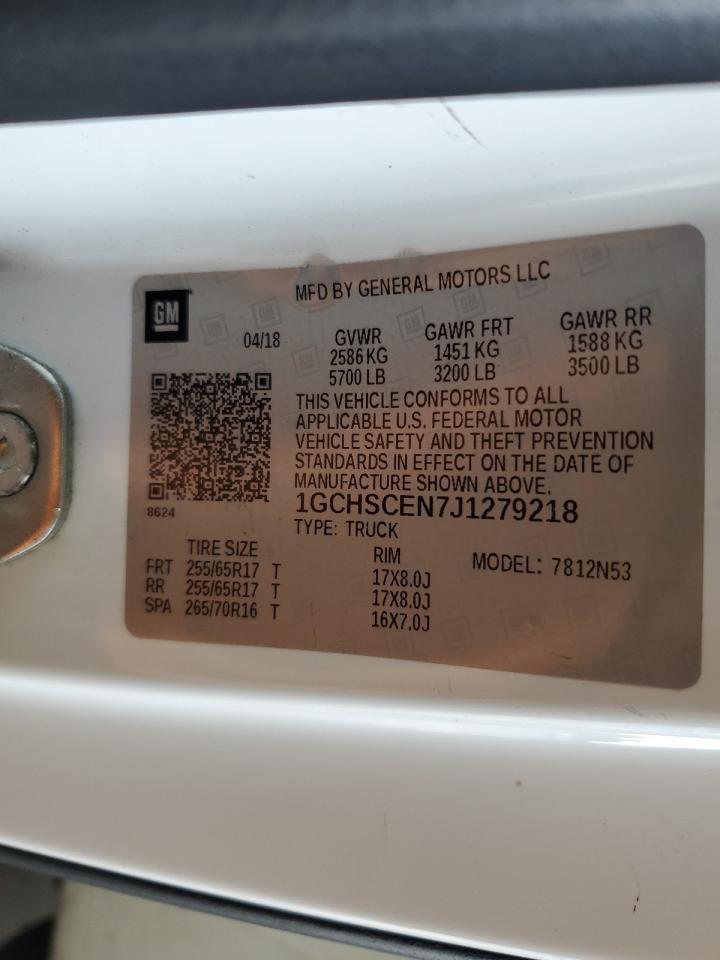 MFD BY GENERAL MOTORS LLC
GM
04/18
GVWR GAWR FRT GAWR RR
2586 KG 1451 KG 1588 KG
5700 LB 3200 LB 3500 LB
THIS VEHICLE CONFORMS TO ALL
APPLICABLE U.S. FEDERAL MOTOR
VEHICLE SAFETY AND THEFT PREVENTION
STANDARDS IN EFFECT ON THE DATE OF
MANUFACTURE SHOWN ABOVE.
8624
1GCHSCEN7J1279218
TYPE: TRUCK
TIRE SIZE RIM MODEL: 7812N53
FRT 255/65R17 T 17X8.0J
RR 255/65R17 T 17X8.0J
SPA 265/70R16 T 16X7.0J